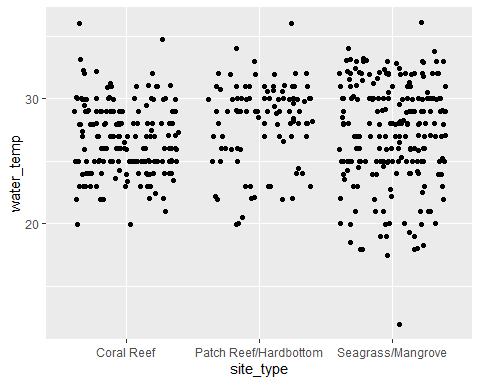 30
20
water_temp
Coral Reef
Patch Reef/Hardbottom
Seagrass/Mangrove
site_type